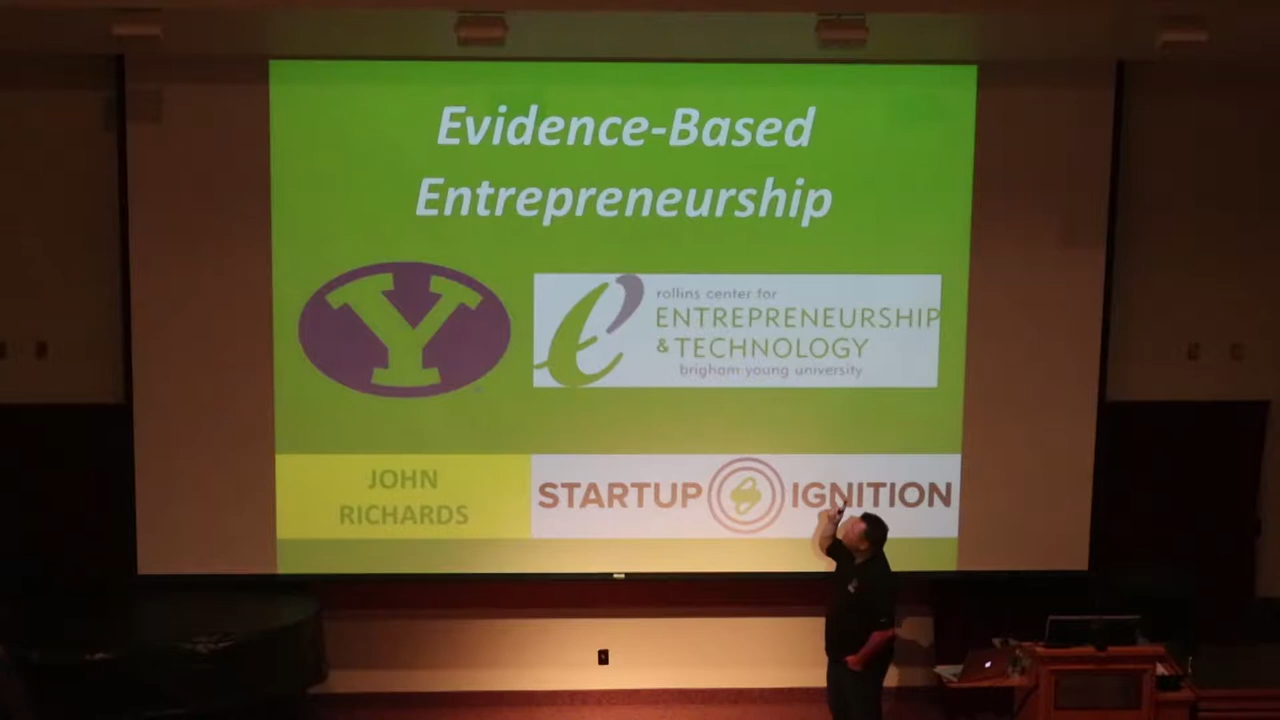 Evidence-Based
Entrepreneurship
Y
rollins center for
ENTREPRENEURSHIP
& TECHNOLOGY
brigham young university
JOHN
RICHARDS
STARTUP IGNITION